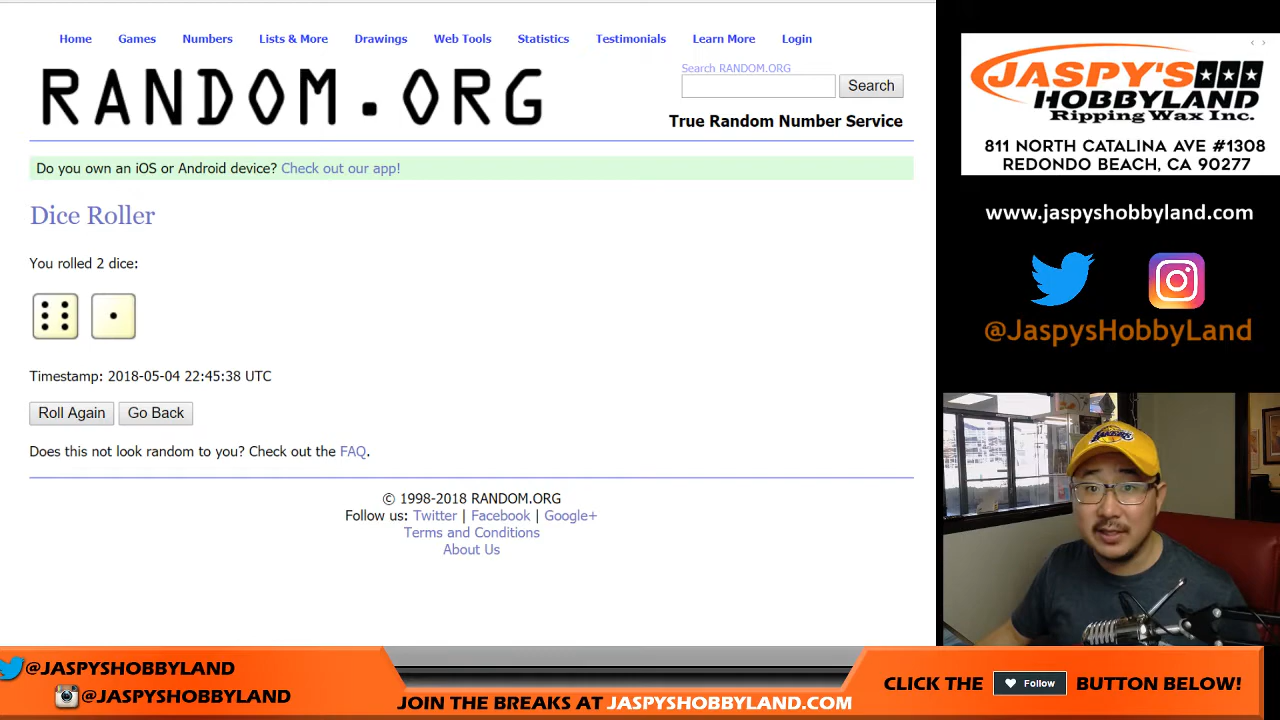 Home Games Numbers Lists & More Drawings Web Tools Statistics Testimonials Learn More Login
RANDOM.ORG
Search RANDOM.ORG
Search
True Random Number Service
Do you own an iOS or Android device? Check out our app!
Dice Roller
You rolled 2 dice:
Timestamp: 2018-05-04 22:45:38 UTC
Roll Again Go Back
Does this not look random to you? Check out the FAQ.
© 1998-2018 RANDOM.ORG
Follow us: Twitter | Facebook | Google+
Terms and Conditions
About Us
JASPY'S
HOBBYLAND
Ripping Wax Inc.
811 NORTH CATALINA AVE #1308
REDONDO BEACH, CA 90277
www.jaspyshobbyland.com
@JaspysHobbyLand
@JASPYSHOBBYLAND
@JASPYSHOBBYLAND
JOIN THE BREAKS AT JASPYSHOBBYLAND.COM
CLICK THE Follow BUTTON BELOW!